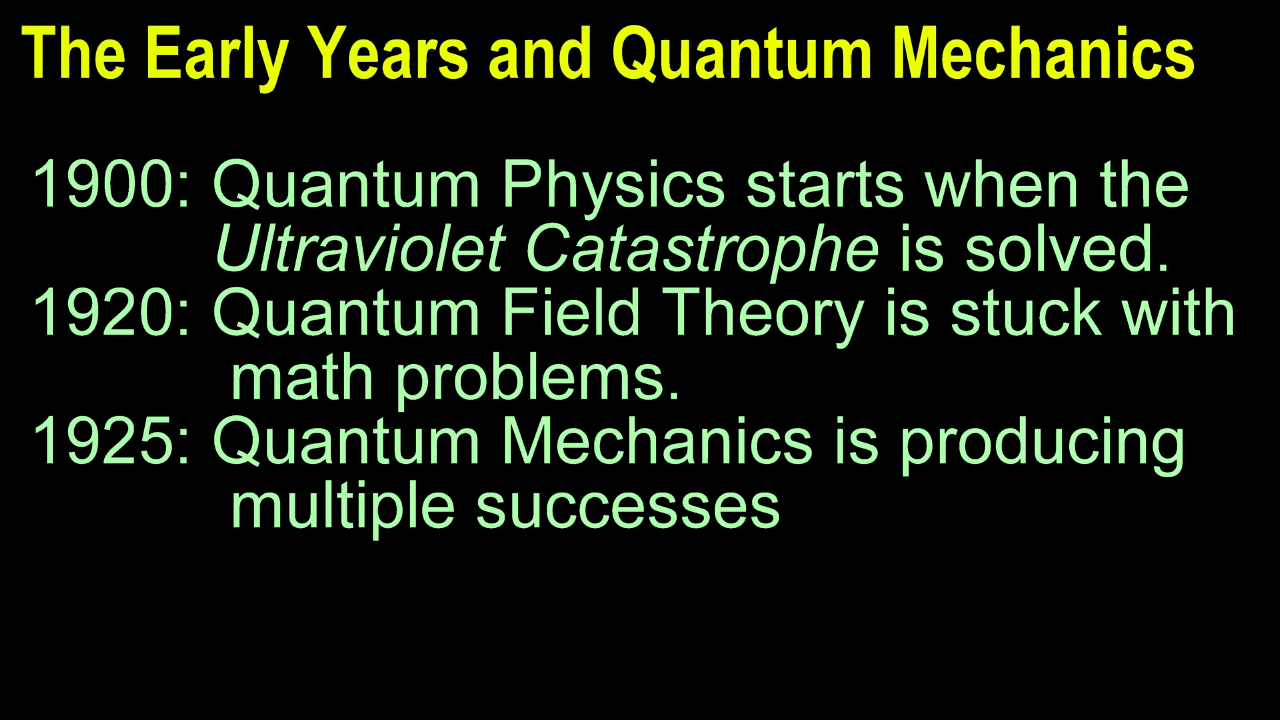 The Early Years and Quantum Mechanics
1900: Quantum Physics starts when the
Ultraviolet Catastrophe is solved.
1920: Quantum Field Theory is stuck with
math problems.
1925: Quantum Mechanics is producing
multiple successes